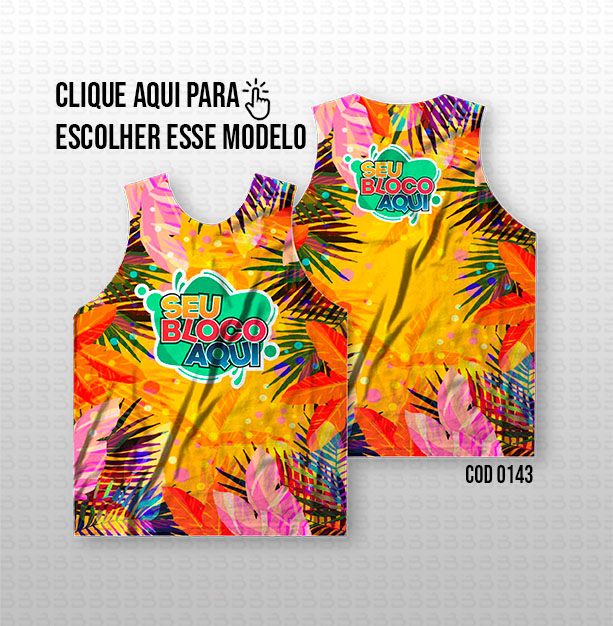 CLIQUE AQUI PARA
ESCOLHER ESSE MODELO
SEU
BLOCO
AQUI
SEU
BLOCO
AQUI
COD 0143